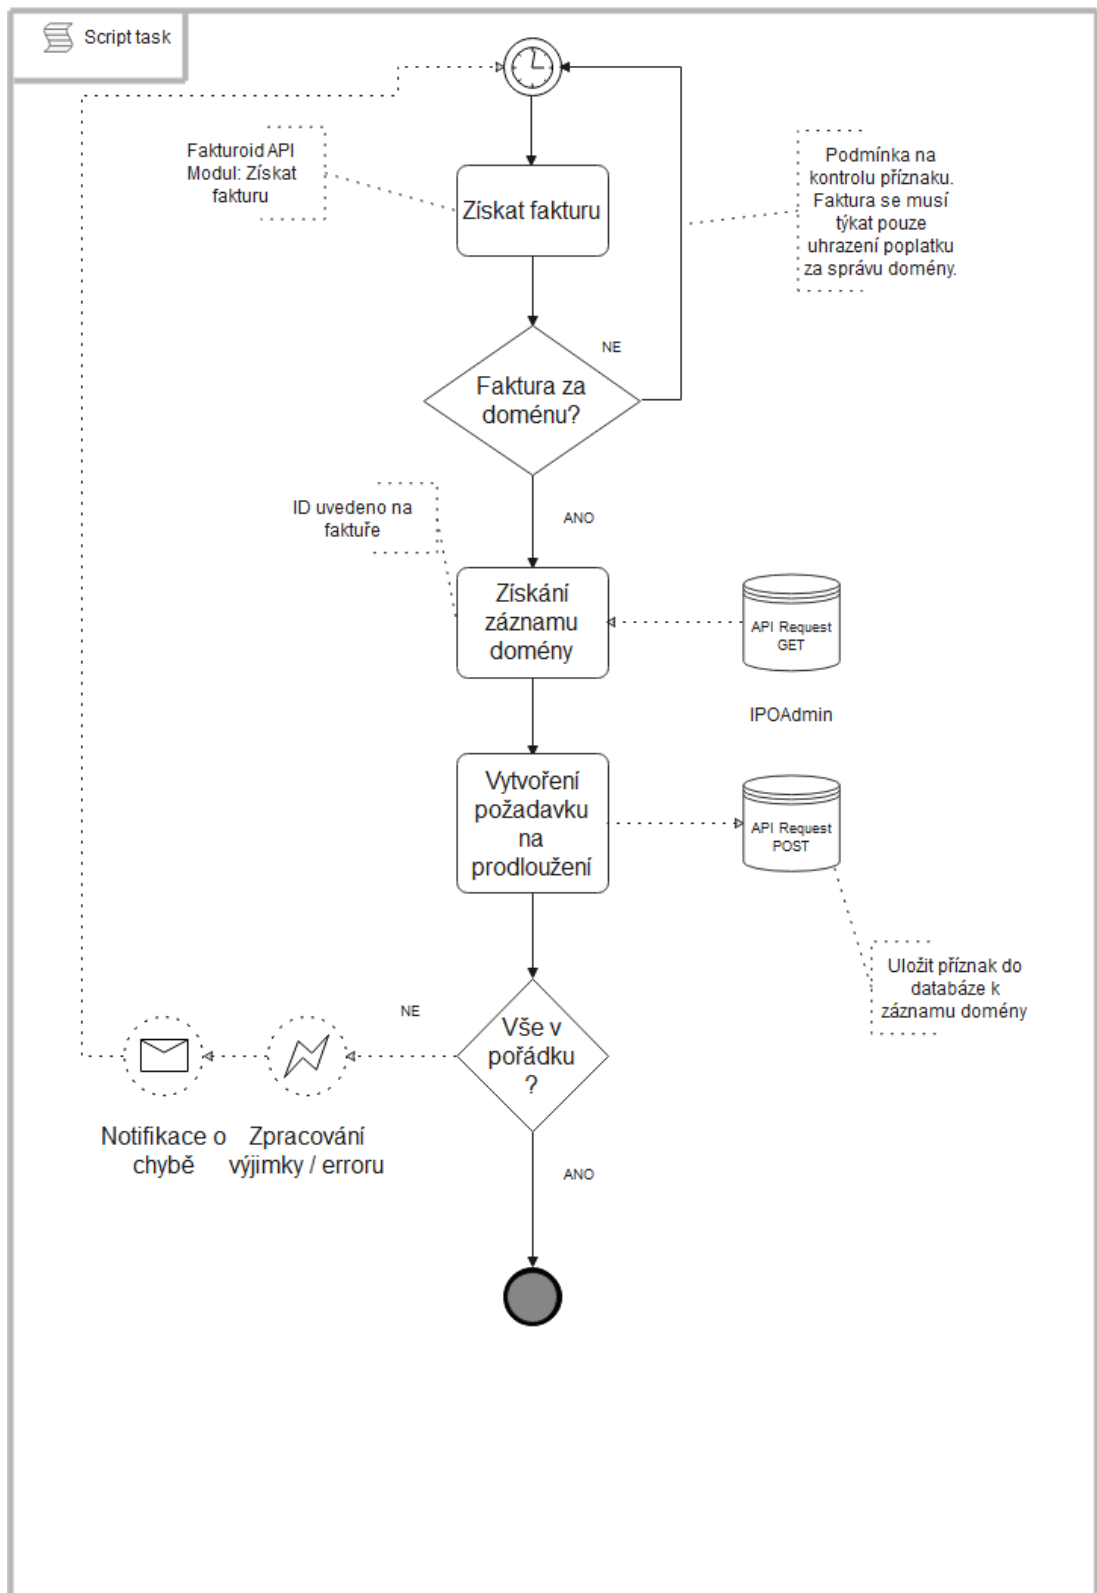 Script task
Fakturoid API
Modul: Získat
fakturu
Získat fakturu
Podmínka na
kontrolu příznaku.
Faktura se musí
týkat pouze
uhrazení poplatku
za správu domény.
NE
Faktura za
doménu?
ID uvedeno na
faktuře
ANO
Získání
záznamu
domény
API Request
GET
IPOAdmin
Vytvoření
požadavku
na
prodloužení
API Request
POST
Uložit příznak do
databáze k
záznamu domény
NE
Vše v
pořádku
?
Notifikace o
chybě
Zpracování
výjimky / erroru
ANO